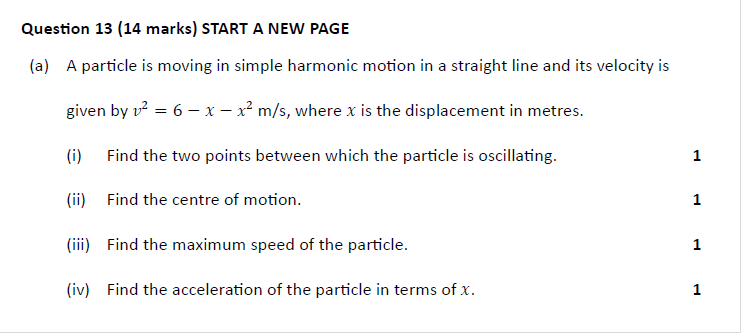 Question 13 (14 marks) START A NEW PAGE
(a) A particle is moving in simple harmonic motion in a straight line and its velocity is
given by v² = 6 − x − x² m/s, where x is the displacement in metres.
(i) Find the two points between which the particle is oscillating. 1
(ii) Find the centre of motion. 1
(iii) Find the maximum speed of the particle. 1
(iv) Find the acceleration of the particle in terms of x. 1